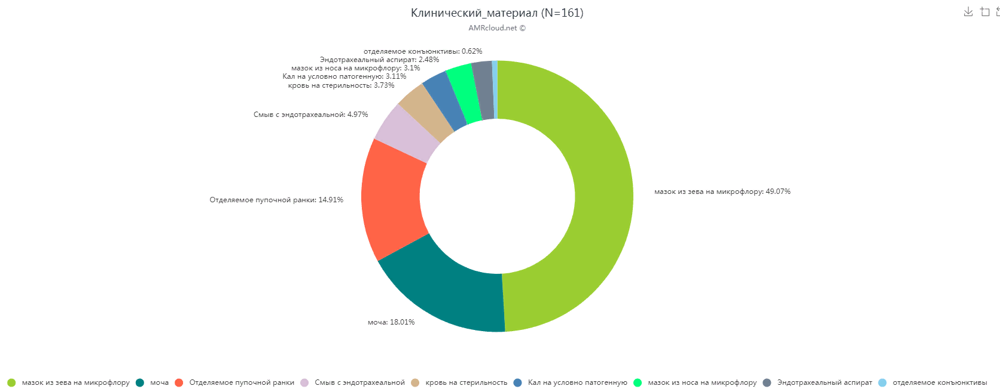 Клинический_материал (N=161)
AMRcloud.net ©
отделяемое конъюнктивы: 0.62%
Эндотрахеальный аспират: 2.48%
мазок из носа на микрофлору: 3.1%
Кал на условно патогенную: 3.11%
кровь на стерильность: 3.73%
Смыв с эндотрахеальной: 4.97%
мазок из зева на микрофлору: 49.07%
Отделяемое пупочной ранки: 14.91%
моча: 18.01%
мазок из зева на микрофлору моча Отделяемое пупочной ранки Смыв с эндотрахеальной кровь на стерильность Кал на условно патогенную мазок из носа на микрофлору Эндотрахеальный аспират отделяемое конъюнктивы